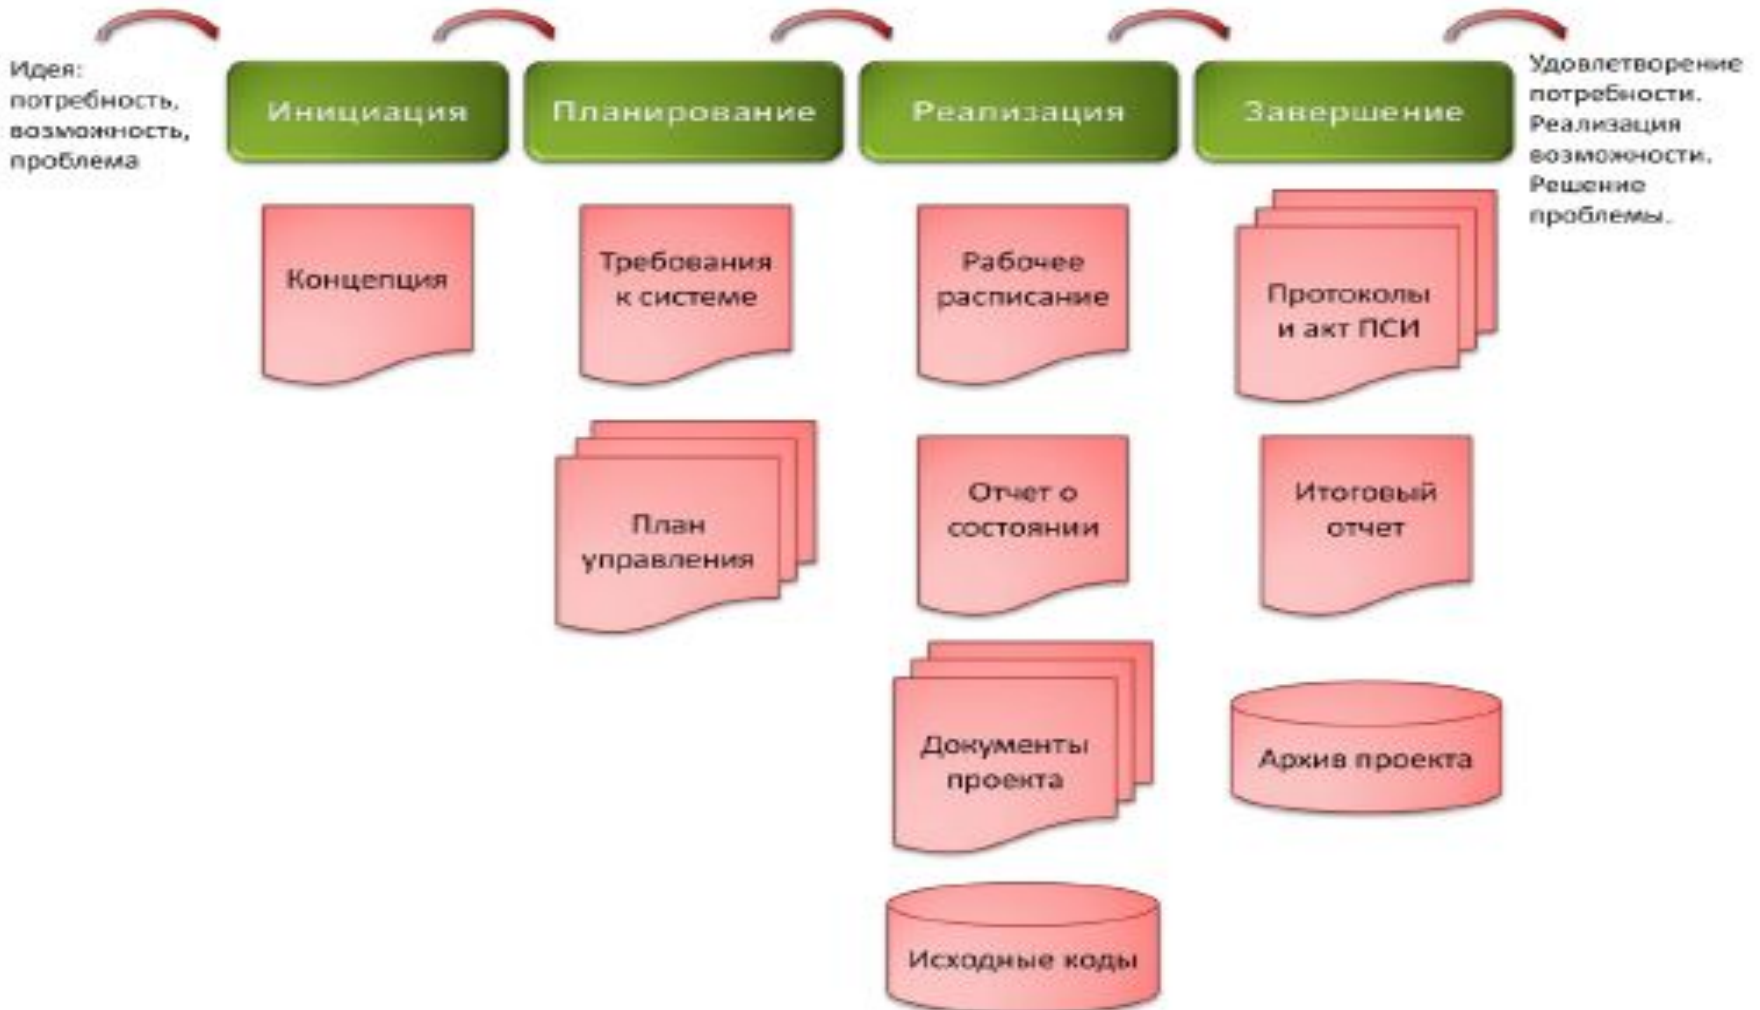 Идея:
потребность,
возможность,
проблема
Инициация
Планирование
Реализация
Завершение
Удовлетворение
потребности.
Реализация
возможности.
Решение
проблемы.
Концепция
Требования
к системе
Рабочее
расписание
Протоколы
и акт ПСИ
План
управления
Отчет о
состоянии
Итоговый
отчет
Документы
проекта
Архив проекта
Исходные коды